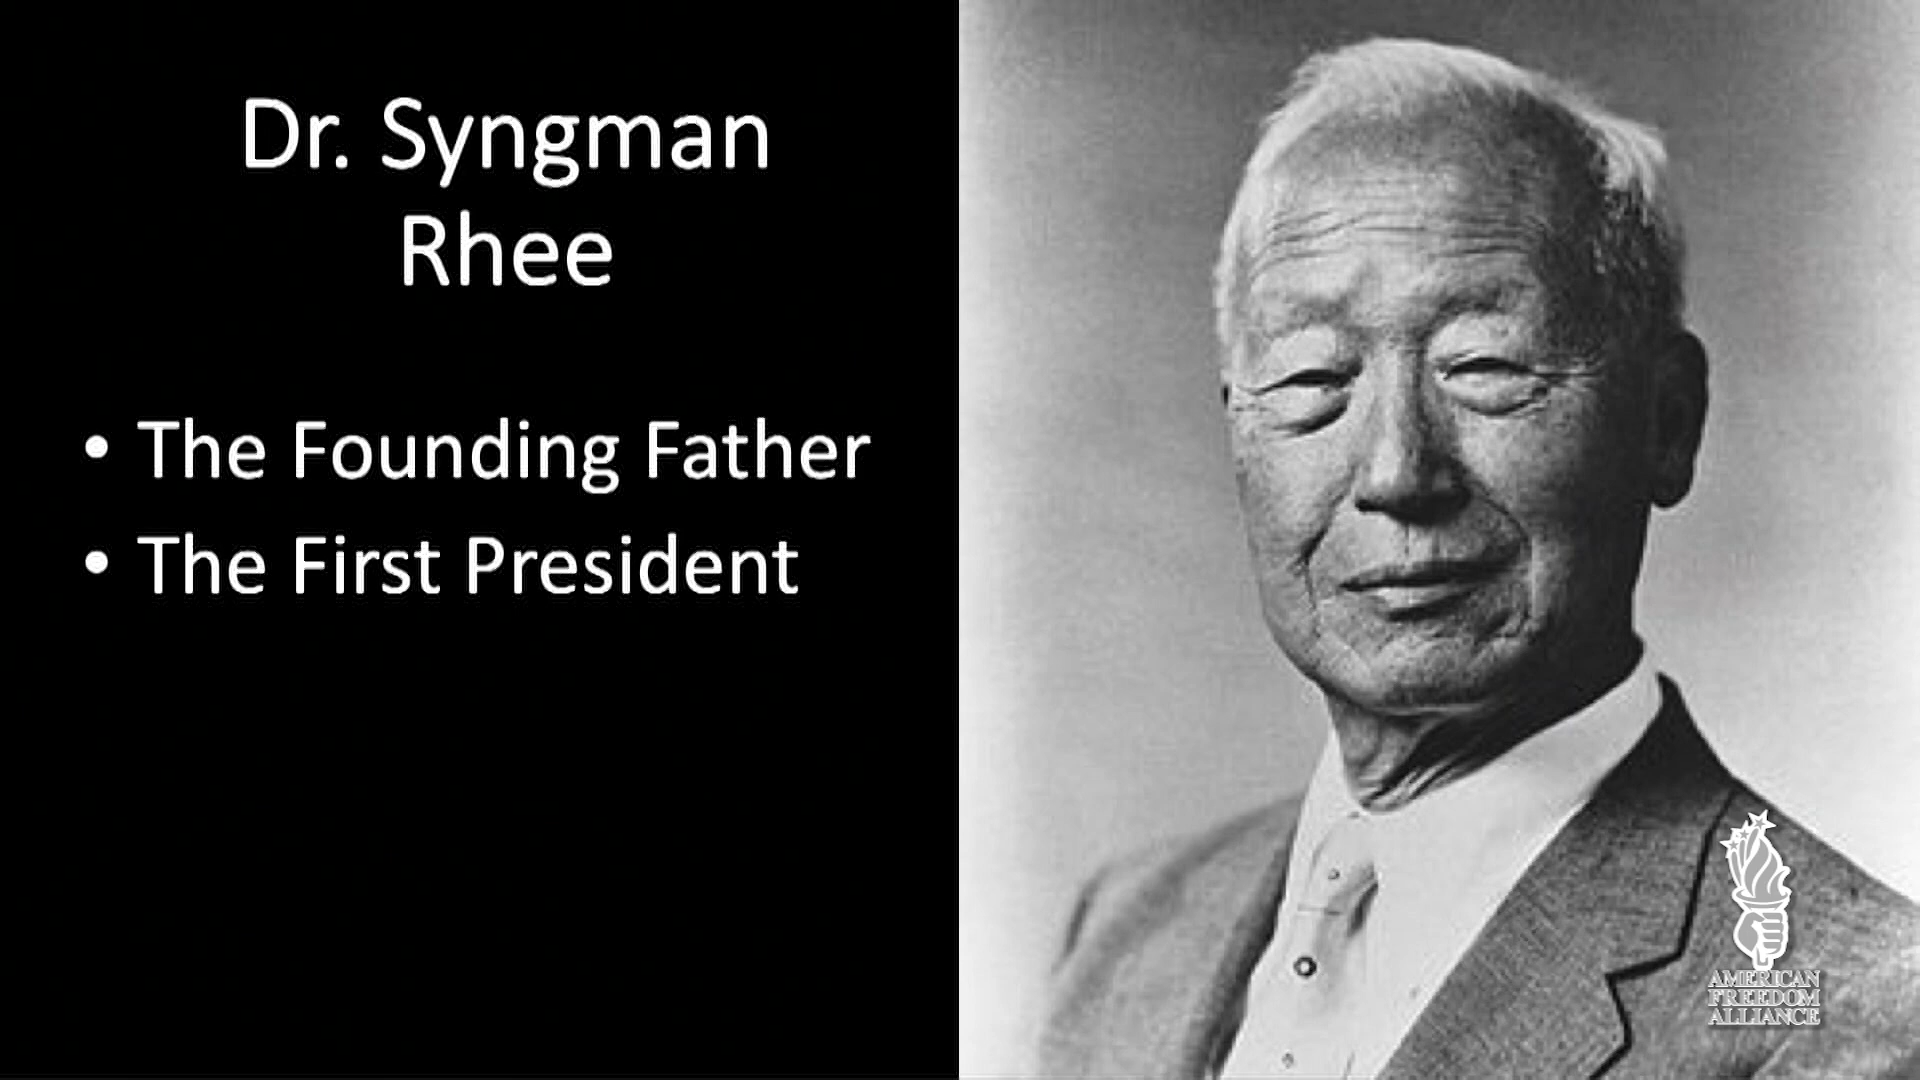 Dr. Syngman
Rhee
• The Founding Father
• The First President
AMERICAN
FREEDOM
ALLIANCE